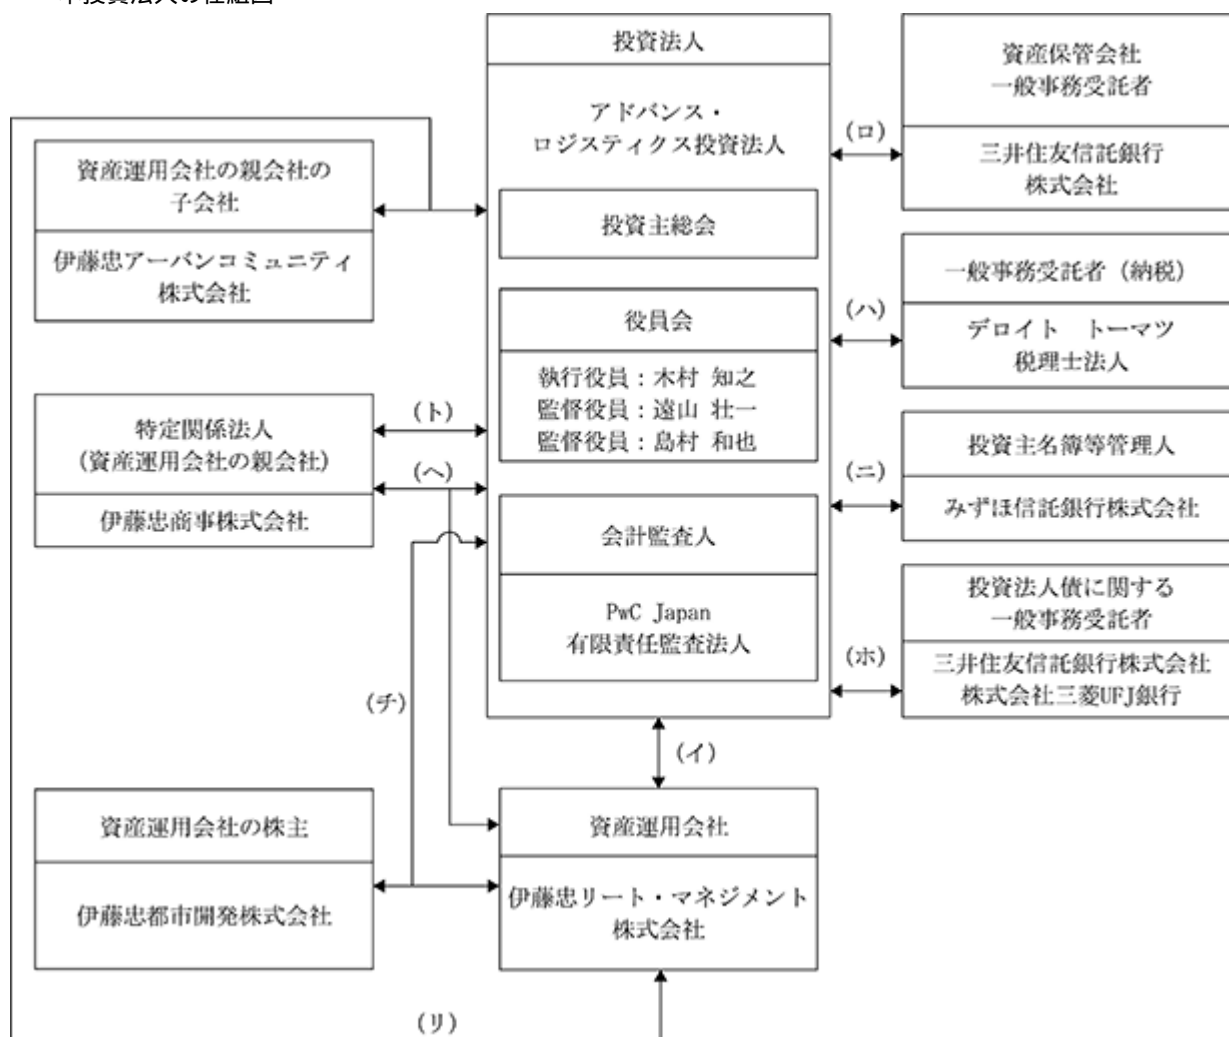 本投資法人の仕組図
投資法人
アドバンス・
ロジスティクス投資法人
投資主総会
役員会
執行役員：木村 知之
監督役員：遠山 壮一
監督役員：島村 和也
会計監査人
PwC Japan
有限責任監査法人
資産運用会社の親会社の
子会社
伊藤忠アーバンコミュニティ
株式会社
(ト)
特定関係法人
(資産運用会社の親会社)
(ヘ)
伊藤忠商事株式会社
(チ)
資産運用会社の株主
伊藤忠都市開発株式会社
(イ)
資産運用会社
伊藤忠リート・マネジメント
株式会社
(リ)
資産保管会社
一般事務受託者
(ロ)
三井住友信託銀行
株式会社
一般事務受託者（納税）
(ハ)
デロイト　トーマツ
税理士法人
投資主名簿等管理人
(ニ)
みずほ信託銀行株式会社
投資法人債に関する
一般事務受託者
(ホ)
三井住友信託銀行株式会社
株式会社三菱UFJ銀行